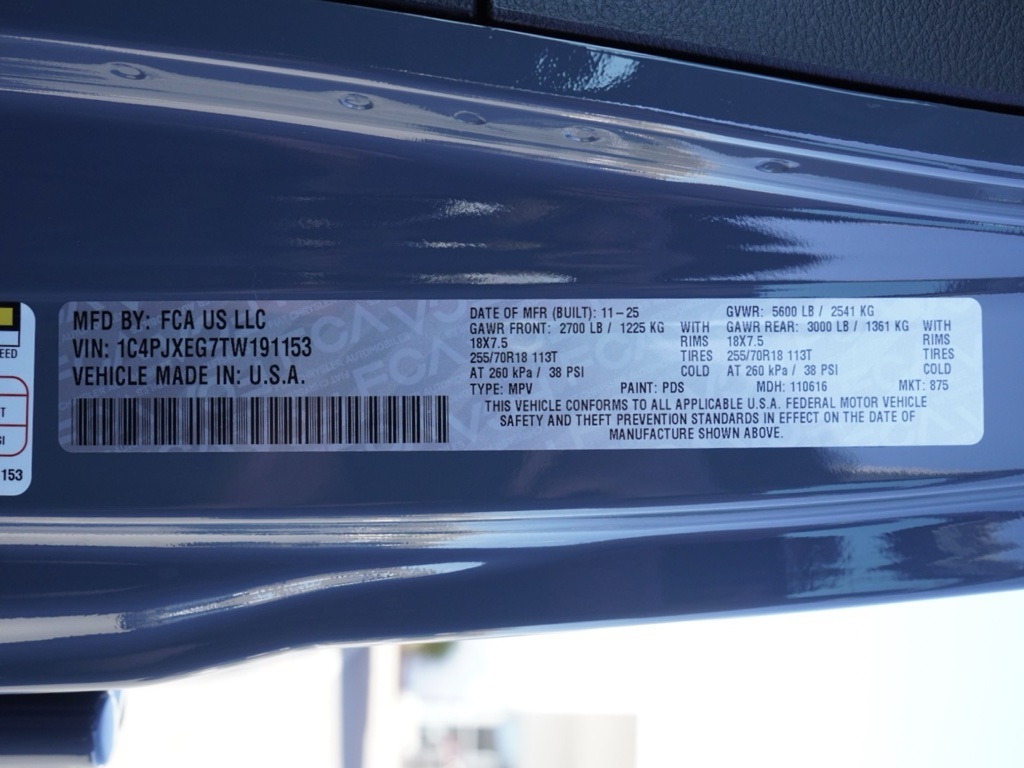 EED
T
SI
153
MFD BY: FCA US LLC
VIN: 1C4PJXEG7TW191153
VEHICLE MADE IN: U.S.A.
DATE OF MFR (BUILT): 11-25 GVWR: 5600 LB / 2541 KG
GAWR FRONT: 2700 LB / 1225 KG WITH GAWR REAR: 3000 LB / 1361 KG WITH
18X7.5 RIMS 18X7.5 RIMS
255/70R18 113T TIRES 255/70R18 113T TIRES
AT 260 kPa / 38 PSI COLD AT 260 kPa / 38 PSI COLD
TYPE: MPV PAINT: PDS MDH: 110616 MKT: 875
THIS VEHICLE CONFORMS TO ALL APPLICABLE U.S.A. FEDERAL MOTOR VEHICLE
SAFETY AND THEFT PREVENTION STANDARDS IN EFFECT ON THE DATE OF
MANUFACTURE SHOWN ABOVE.